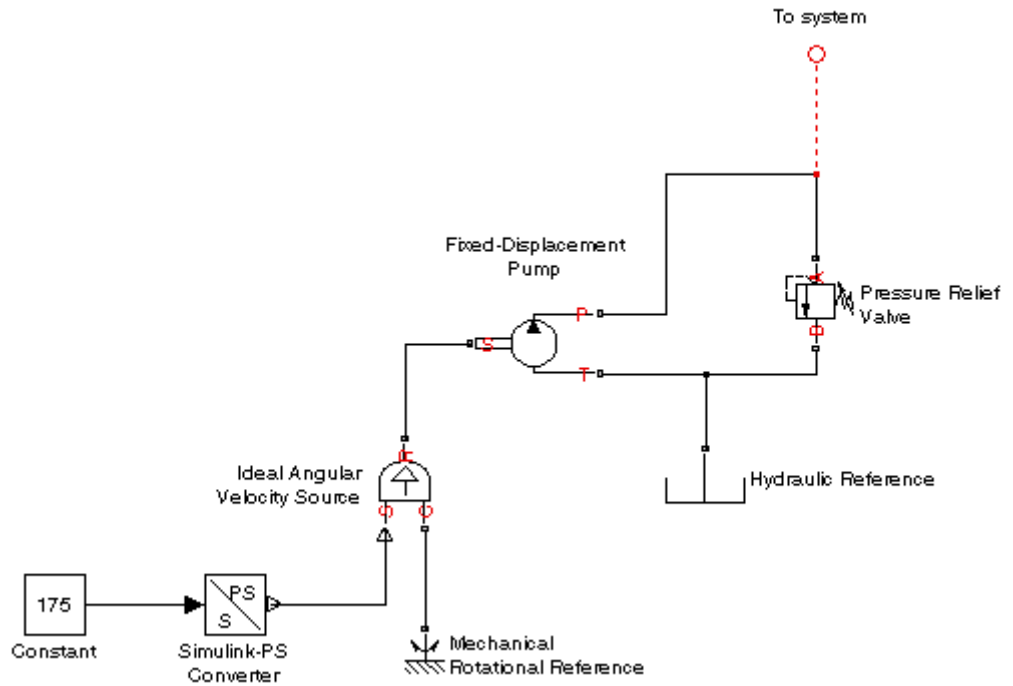 To system
Fixed-Displacement
Pump
P
A
Pressure Relief
Valve
S
B
T
R
Ideal Angular
Velocity Source
Hydraulic Reference
S
C
175
PS
S
Constant
Simulink-PS
Converter
Mechanical
Rotational Reference